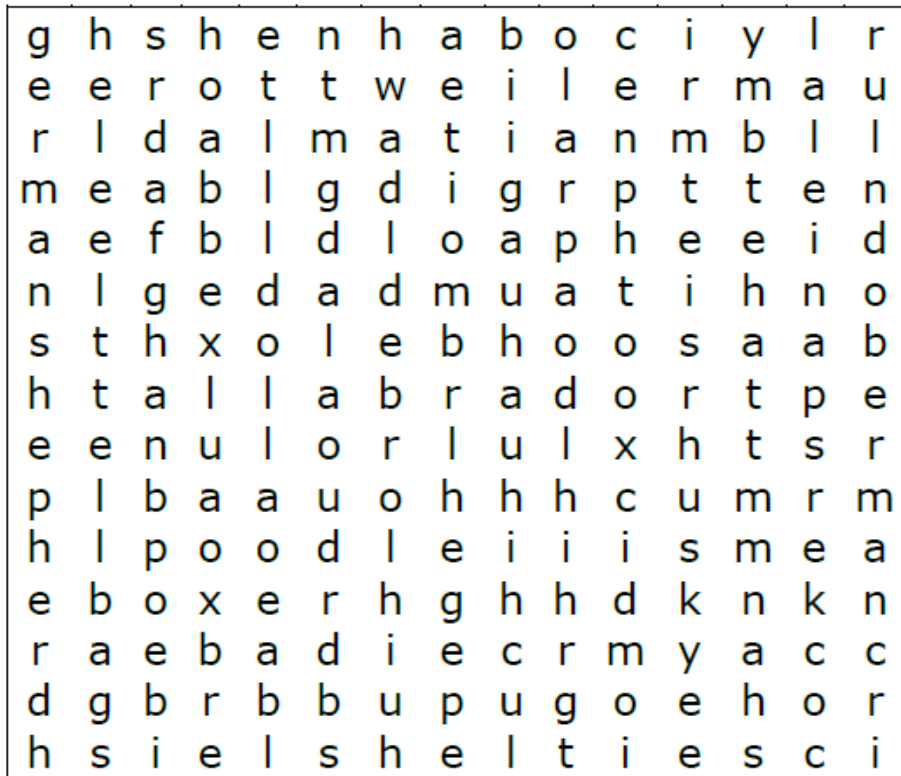 g h s h e n h a b o c i y l r
e e r o t t w e i l e r m a u
r l d a l m a t i a n m b l l
m e a b l g d i g r p t t e n
a e f b l d l o a p h e e i d
n l g e d a d m u a t i h n o
s t h x o l e b h o o s a a b
h t a l l a b r a d o r t p e
e e n u l o r l u l x h t s r
p l b a a u o h h h c u m r m
h l p o o d l e i i i s m e a
e b o x e r h g h h d k n k n
r a e b a d i e c r m y a c c
d g b r b b u p u g o e h o r
h s i e l s h e l t i e s c i